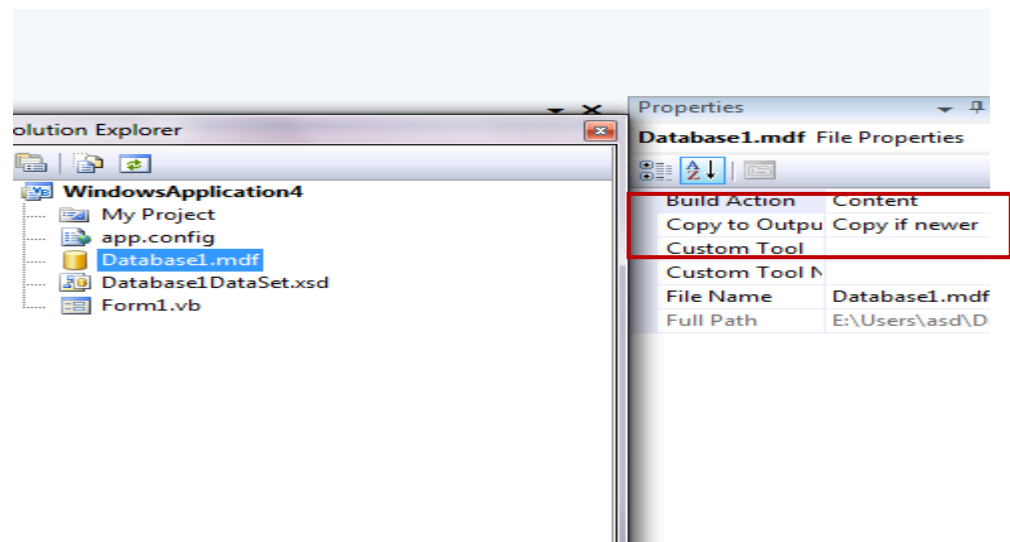 olution Explorer
WindowsApplication4
My Project
app.config
Database1.mdf
Database1DataSet.xsd
Form1.vb
Properties
Database1.mdf File Properties
Build Action Content
Copy to Outpu Copy if newer
Custom Tool
Custom Tool N
File Name Database1.mdf
Full Path E:\Users\asd\D